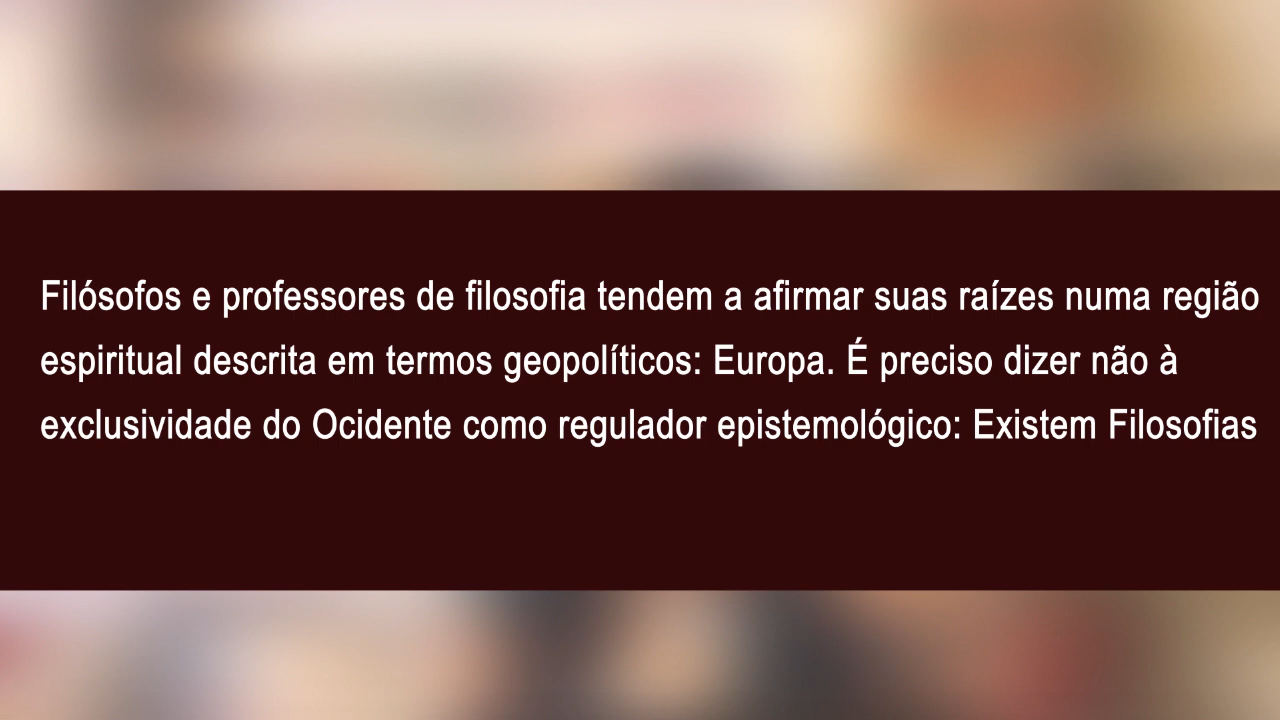 Filósofos e professores de filosofia tendem a afirmar suas raízes numa região
espiritual descrita em termos geopolíticos: Europa. É preciso dizer não à
exclusividade do Ocidente como regulador epistemológico: Existem Filosofias